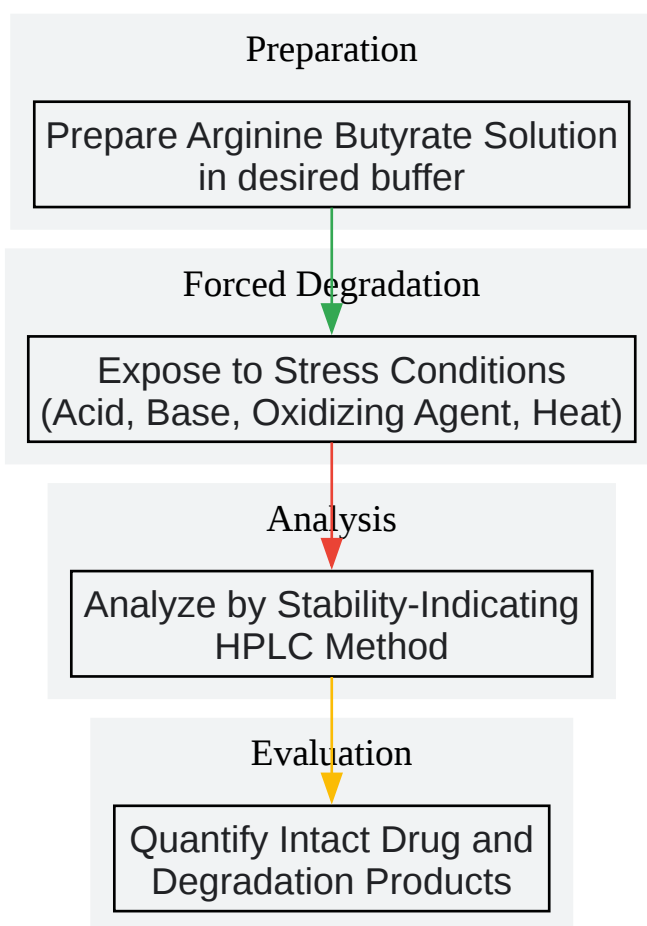 Preparation
Prepare Arginine Butyrate Solution
in desired buffer
Forced Degradation
Expose to Stress Conditions
(Acid, Base, Oxidizing Agent, Heat)
Analysis
Analyze by Stability-Indicating
HPLC Method
Evaluation
Quantify Intact Drug and
Degradation Products